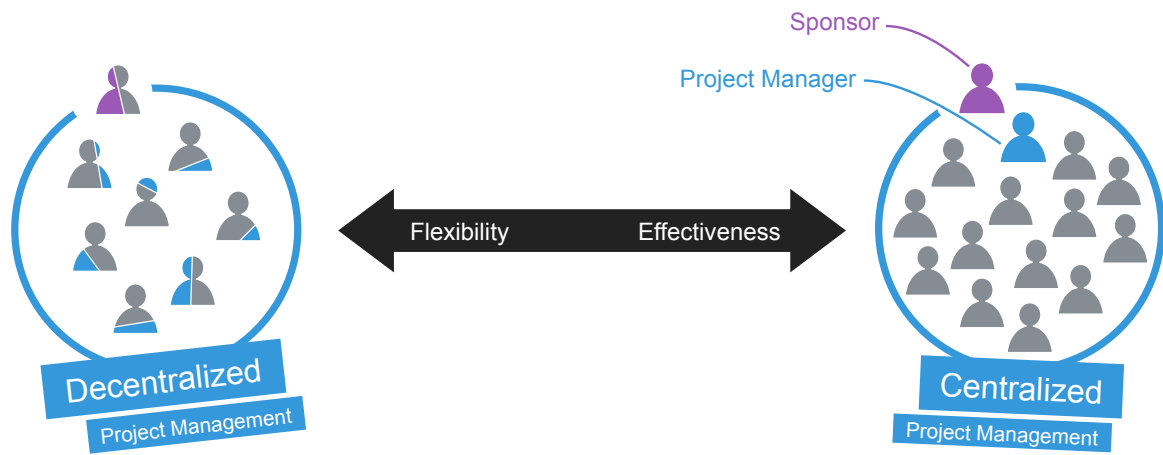 Sponsor
Project Manager
Flexibility
Effectiveness
Decentralized
Project Management
Centralized
Project Management